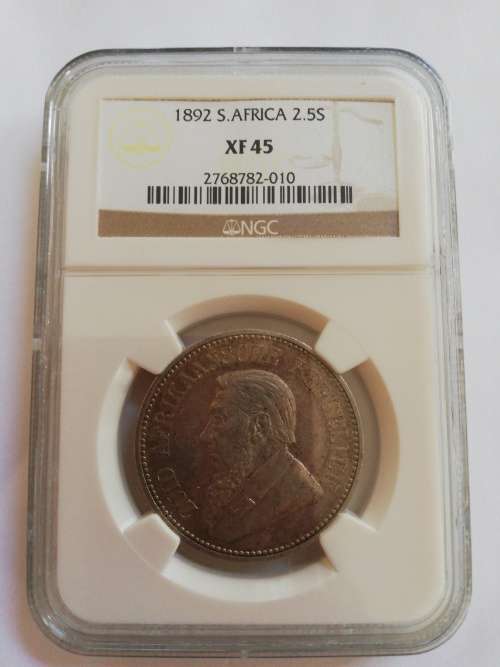 1892 S.AFRICA 2.5S
XF 45
2768782-010
NGC
ZUID AFRIKAANSCHE REPUBLIEK